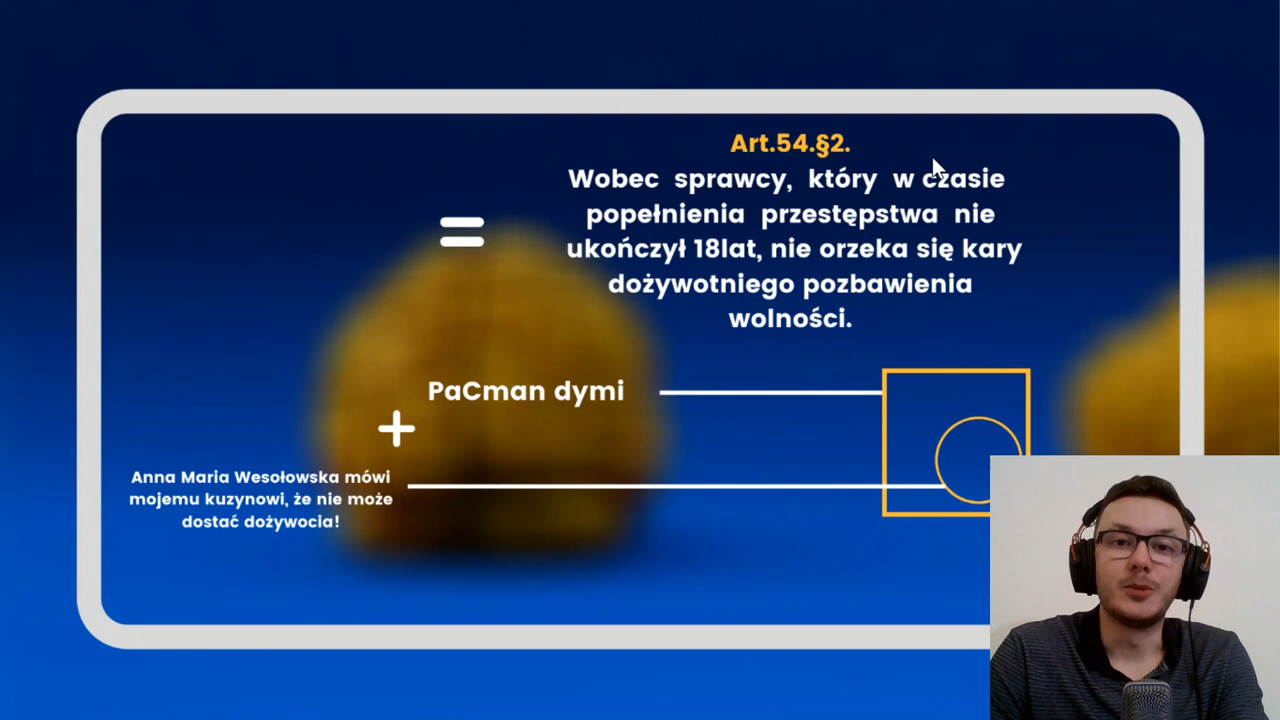 Art.54.§2.
Wobec sprawcy, który w czasie
popełnienia przestępstwa nie
ukończył 18lat, nie orzeka się kary
dożywotniego pozbawienia
wolności.
=
PaCman dymi
+
Anna Maria Wesołowska mówi
mojemu kuzynowi, że nie może
dostać dożywocia!